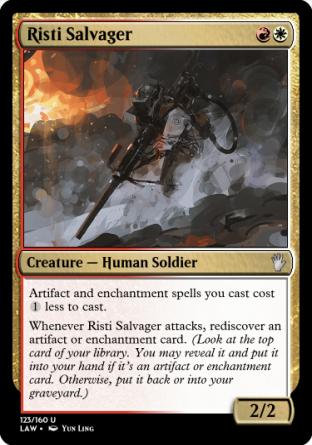 Risti Salvager
Creature — Human Soldier
Artifact and enchantment spells you cast cost
1 less to cast.
Whenever Risti Salvager attacks, rediscover an
artifact or enchantment card. (Look at the top
card of your library. You may reveal it and put it
into your hand if it's an artifact or enchantment
card. Otherwise, put it back or into your
graveyard.)
2/2
123/160 U
LAW • Yun Ling